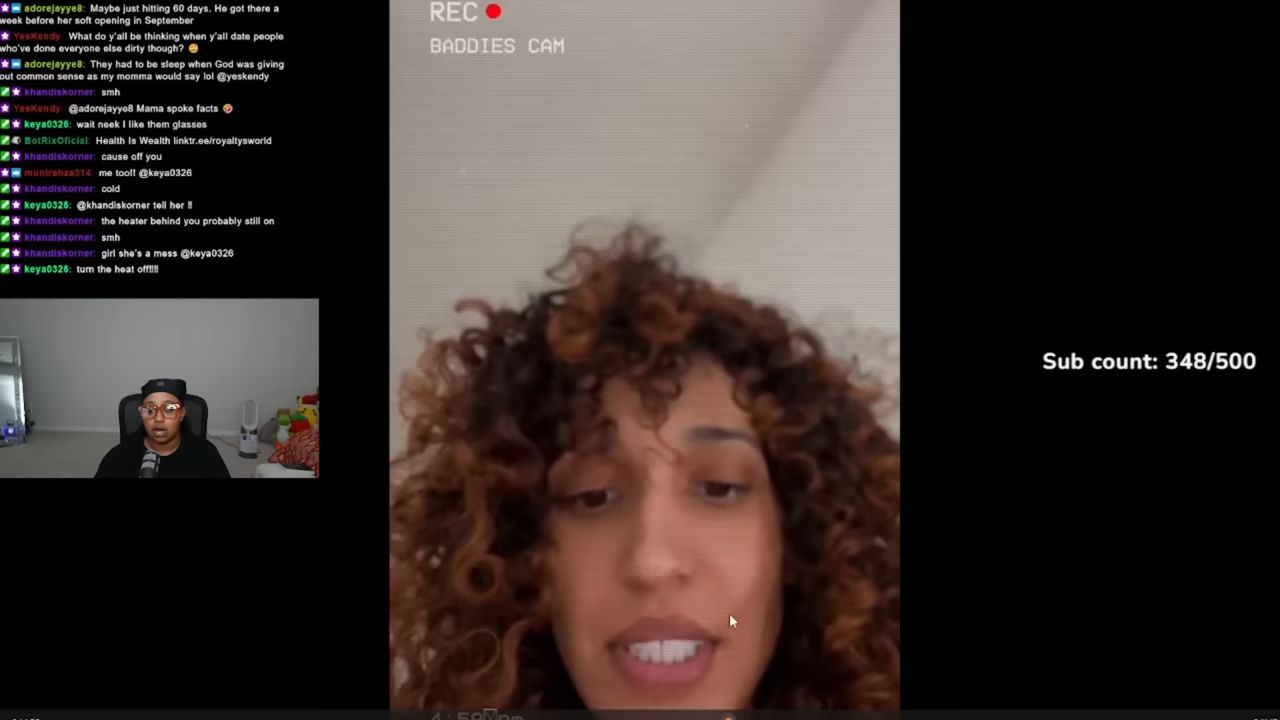 adorejayye8: Maybe just hitting 60 days. He got there a
week before her soft opening in September
YesKendy: What do y'all be thinking when y'all date people
who've done everyone else dirty though?
adorejayye8: They had to be sleep when God was giving
out common sense as my momma would say lol @yeskendy
khandiskorner: smh
YesKendy: @adorejayye8 Mama spoke facts
keya0326: wait neek I like them glasses
BotRixOficial: Health Is Wealth linktr.ee/royaltysworld
khandiskorner: cause off you
munirahza314: me too!! @keya0326
khandiskorner: cold
keya0326: @khandiskorner tell her !!
khandiskorner: the heater behind you probably still on
khandiskorner: smh
khandiskorner: girl she's a mess @keya0326
keya0326: turn the heat off!!!!
REC
BADDIES CAM
Sub count: 348/500